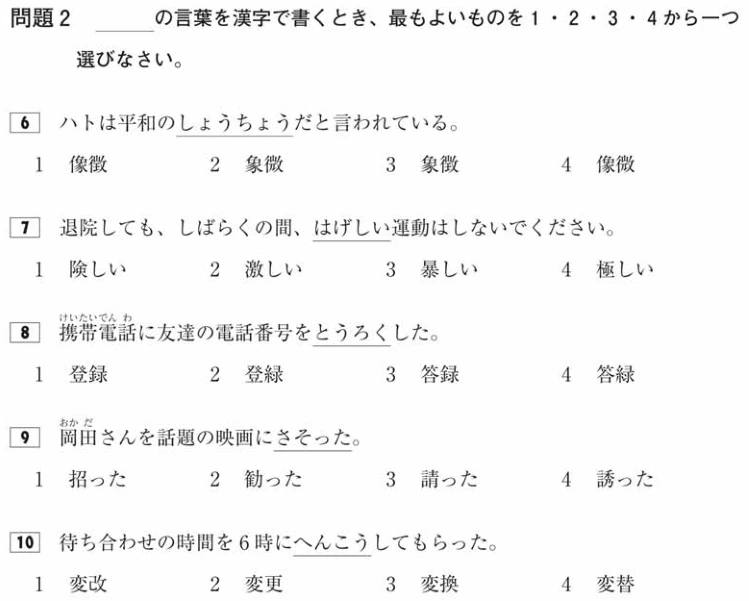 問題2 ＿＿＿の言葉を漢字で書くとき、最もよいものを1・2・3・4から一つ
選びなさい。
6 ハトは平和のしょうちょうだと言われている。
1 像徴 2 象微 3 象徴 4 像微
7 退院しても、しばらくの間、はげしい運動はしないでください。
1 険しい 2 激しい 3 暴しい 4 極しい
けいたいでんわ
8 携帯電話に友達の電話番号をとうろくした。
1 登録 2 登緑 3 答録 4 答緑
おかだ
9 岡田さんを話題の映画にさそった。
1 招った 2 勧った 3 請った 4 誘った
10 待ち合わせの時間を6時にへんこうしてもらった。
1 変改 2 変更 3 変換 4 変替